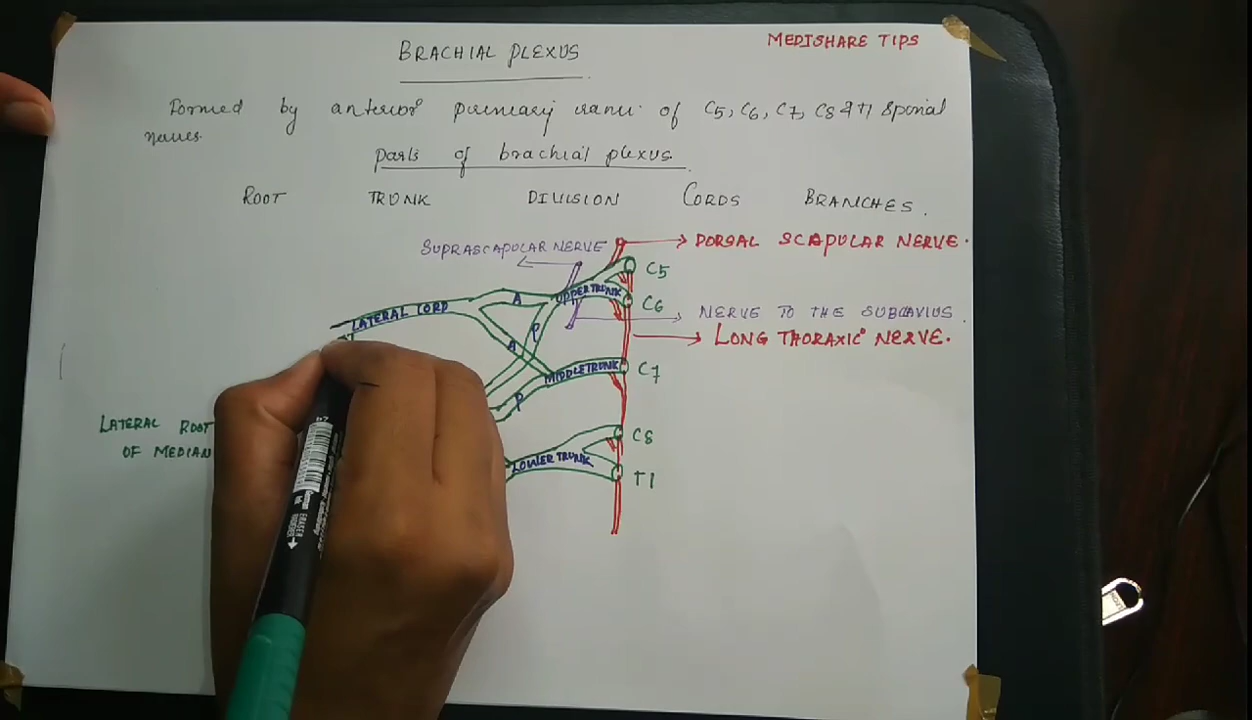 BRACHIAL PLEXUS
MEDISHARE TIPS
Formed by anterior primary rami of C5, C6, C7, C8 & T1 Spinal
nerves.
Parts of brachial plexus.
ROOT TRUNK DIVISION CORDS BRANCHES.
SUPRASCAPULAR NERVE
DORSAL SCAPULAR NERVE.
C5
UPPER TRUNK
LATERAL CORD
A
C6
NERVE TO THE SUBCLAVIUS.
P
LONG THORAXIC NERVE.
A
MIDDLE TRUNK
C7
P
LATERAL ROOT
OF MEDIAN
C8
LOWER TRUNK
T1